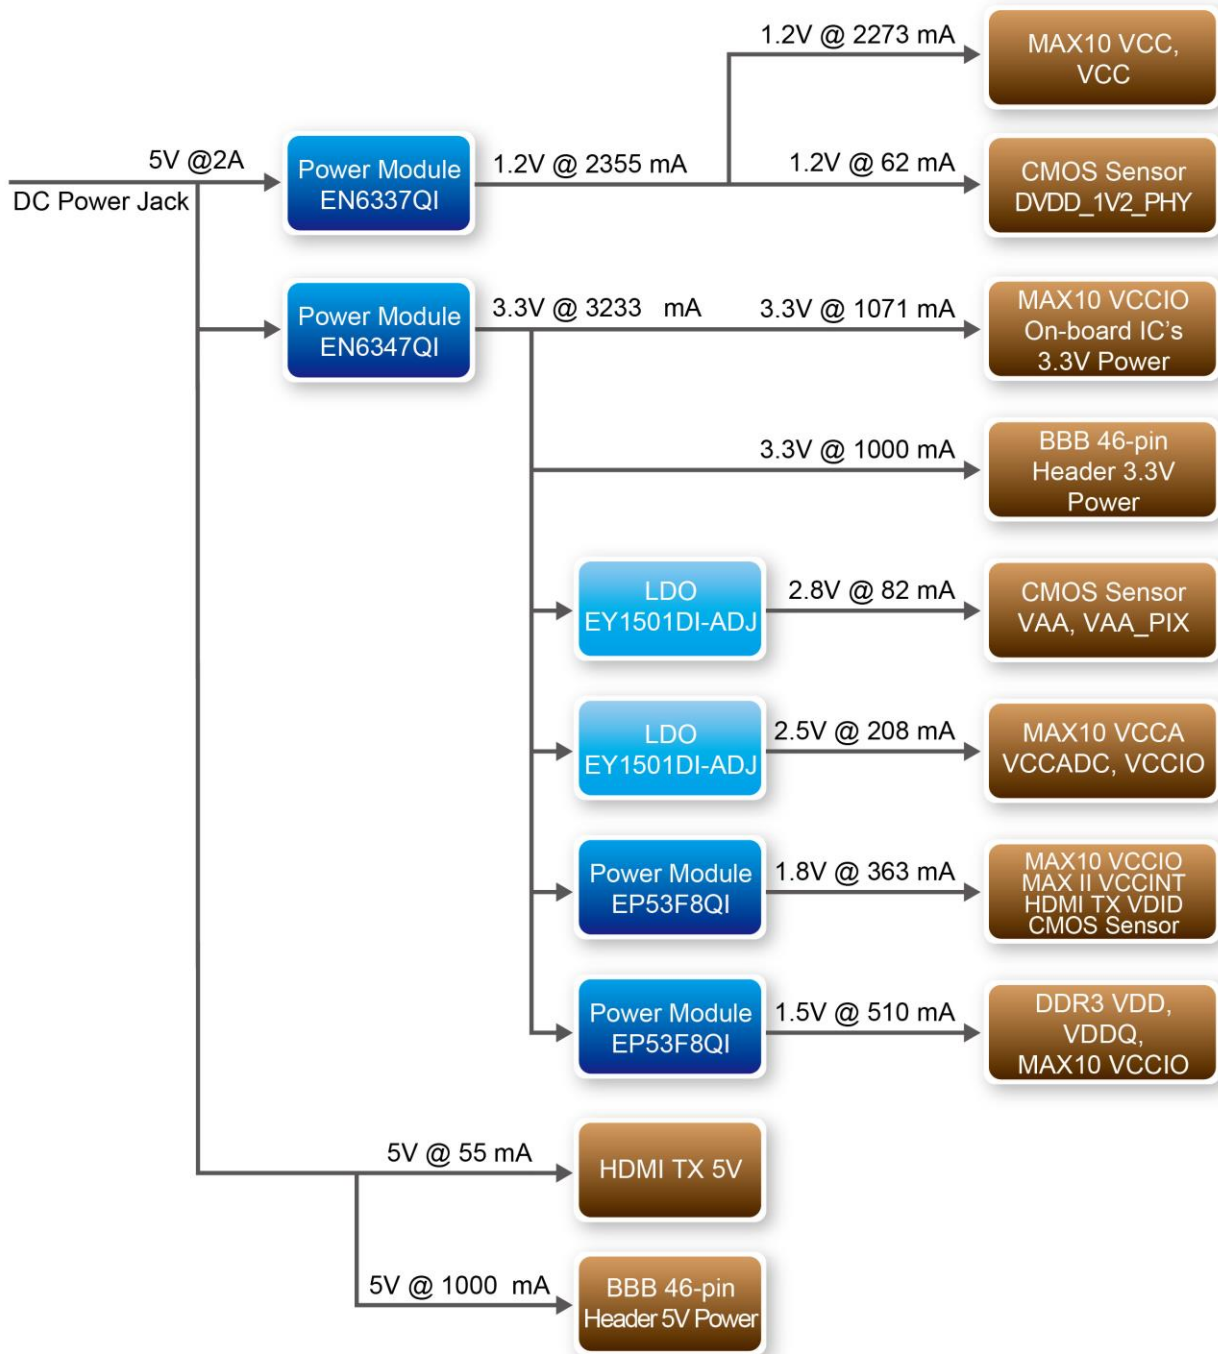 1.2V @ 2273 mA
MAX10 VCC,
VCC
5V @2A
DC Power Jack
Power Module
EN6337QI
1.2V @ 2355 mA
1.2V @ 62 mA
CMOS Sensor
DVDD_1V2_PHY
Power Module
EN6347QI
3.3V @ 3233 mA
3.3V @ 1071 mA
MAX10 VCCIO
On-board IC's
3.3V Power
3.3V @ 1000 mA
BBB 46-pin
Header 3.3V
Power
LDO
EY1501DI-ADJ
2.8V @ 82 mA
CMOS Sensor
VAA, VAA_PIX
LDO
EY1501DI-ADJ
2.5V @ 208 mA
MAX10 VCCA
VCCADC, VCCIO
Power Module
EP53F8QI
1.8V @ 363 mA
MAX10 VCCIO
MAX II VCCINT
HDMI TX VDID
CMOS Sensor
Power Module
EP53F8QI
1.5V @ 510 mA
DDR3 VDD,
VDDQ,
MAX10 VCCIO
5V @ 55 mA
HDMI TX 5V
5V @ 1000 mA
BBB 46-pin
Header 5V Power